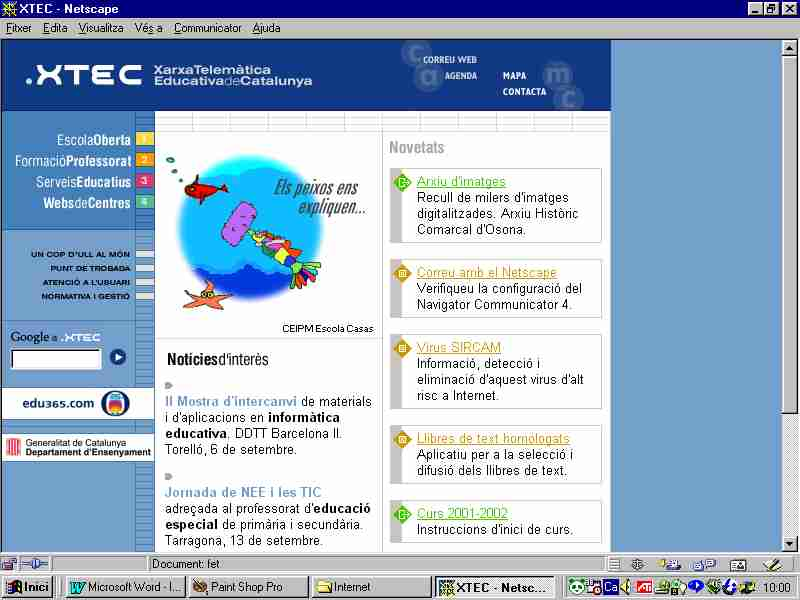 XTEC - Netscape
Fitxer Edita Visualitza Vés a Communicator Ajuda
.XTEC
XarxaTelemàtica
EducativadeCatalunya
CORREU WEB
AGENDA
MAPA
CONTACTA
EscolaOberta 1
FormacióProfessorat 2
ServeisEducatius 3
WebsdeCentres 4
UN COP D'ULL AL MÓN
PUNT DE TROBADA
ATENCIÓ A L'USUARI
NORMATIVA I GESTIÓ
Google a .XTEC
edu365.com
Generalitat de Catalunya
Departament d'Ensenyament
Els peixos ens
expliquen...
CEIPM Escola Casas
Notíciesd'interès
II Mostra d'intercanvi de materials
i d'aplicacions en informàtica
educativa. DDTT Barcelona II.
Torelló, 6 de setembre.
Jornada de NEE i les TIC
adreçada al professorat d'educació
especial de primària i secundària.
Tarragona, 13 de setembre.
Novetats
Arxiu d'imatges
Recull de milers d'imatges
digitalitzades. Arxiu Històric
Comarcal d'Osona.
Correu amb el Netscape
Verifiqueu la configuració del
Navigator Communicator 4.
Virus SIRCAM
Informació, detecció i
eliminació d'aquest virus d'alt
risc a Internet.
Llibres de text homologats
Aplicatiu per a la selecció i
difusió dels llibres de text.
Curs 2001-2002
Instruccions d'inici de curs.
Document: fet
Inici
Microsoft Word - I...
Paint Shop Pro
Internet
XTEC - Netsc...
Ca
10:00